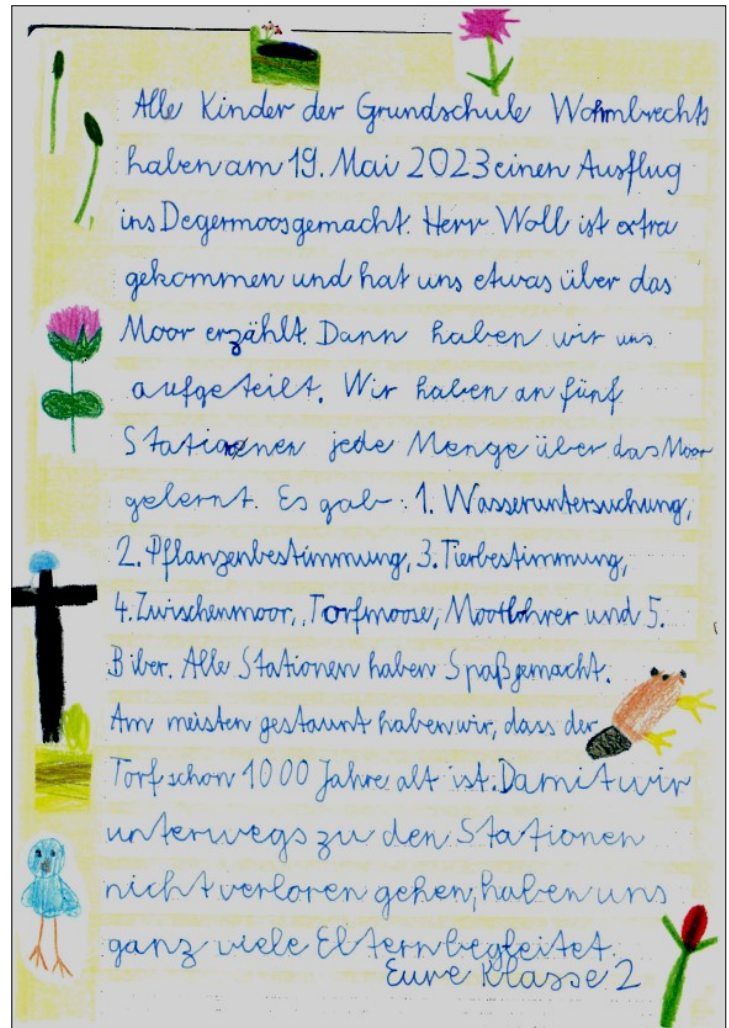 Alle Kinder der Grundschule Wohmbrechts
haben am 19. Mai 2023 einen Ausflug
ins Degermoos gemacht. Herr Woll ist extra
gekommen und hat uns etwas über das
Moor erzählt. Dann haben wir uns
aufgeteilt. Wir haben an fünf
Stationen jede Menge über das Moor
gelernt. Es gab: 1. Wasseruntersuchung,
2. Pflanzenbestimmung, 3. Tierbestimmung,
4. Zwischenmoor, Torfmoose, Moorbohrer und 5.
Biber. Alle Stationen haben Spaß gemacht.
Am meisten gestaunt haben wir, dass der
Torf schon 1000 Jahre alt ist. Damit wir
unterwegs zu den Stationen
nicht verloren gehen, haben uns
ganz viele Eltern begleitet.
Eure Klasse 2